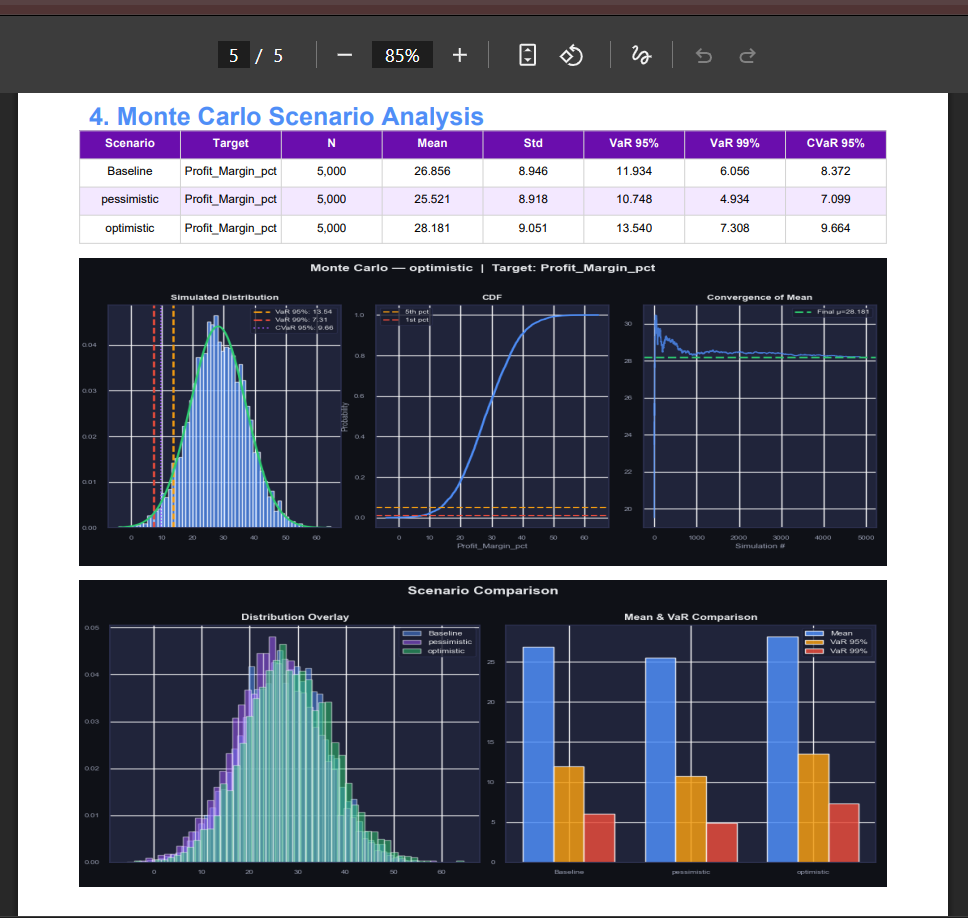 5 / 5 85%
4. Monte Carlo Scenario Analysis
Scenario Target N Mean Std VaR 95% VaR 99% CVaR 95%
Baseline Profit_Margin_pct 5,000 26.856 8.946 11.934 6.056 8.372
pessimistic Profit_Margin_pct 5,000 25.521 8.918 10.748 4.934 7.099
optimistic Profit_Margin_pct 5,000 28.181 9.051 13.540 7.308 9.664
Monte Carlo — optimistic | Target: Profit_Margin_pct
Simulated Distribution
VaR 95%: 13.54
VaR 99%: 7.31
CVaR 95%: 9.66
0.04
0.03
0.02
0.01
0.00
0 10 20 30 40 50 60
CDF
5th pct
1st pct
Probability
1.0
0.8
0.6
0.4
0.2
0.0
0 10 20 30 40 50 60
Profit_Margin_pct
Convergence of Mean
Final μ=28.181
30
28
26
24
22
20
0 1000 2000 3000 4000 5000
Simulation #
Scenario Comparison
Distribution Overlay
Baseline
pessimistic
optimistic
0.05
0.04
0.03
0.02
0.01
0.00
0 10 20 30 40 50 60
Mean & VaR Comparison
Mean
VaR 95%
VaR 99%
25
20
15
10
5
0
Baseline pessimistic optimistic